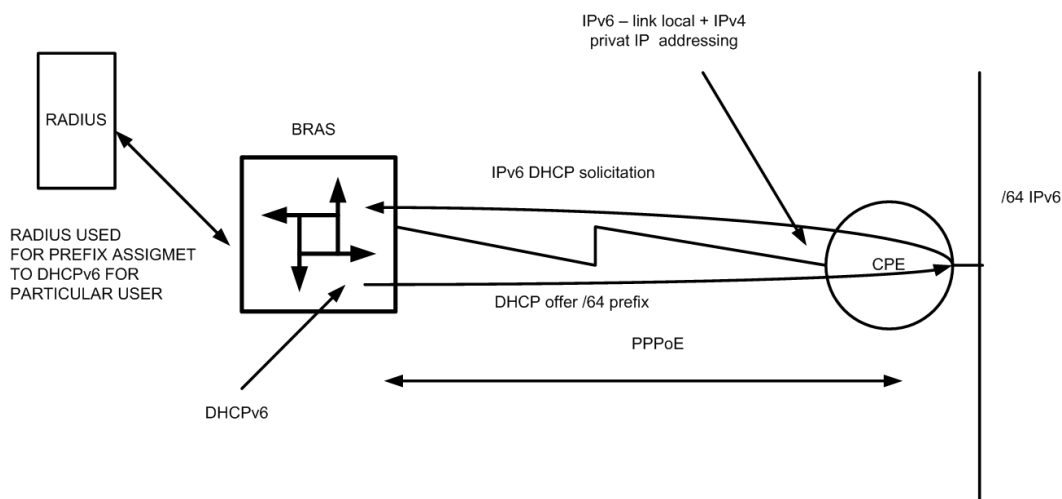 IPv6 – link local + IPv4
privat IP  addressing
RADIUS
BRAS
IPv6 DHCP solicitation
/64 IPv6
RADIUS USED
FOR PREFIX ASSIGMET
TO DHCPv6 FOR
PARTICULAR USER
CPE
DHCP offer /64 prefix
PPPoE
DHCPv6